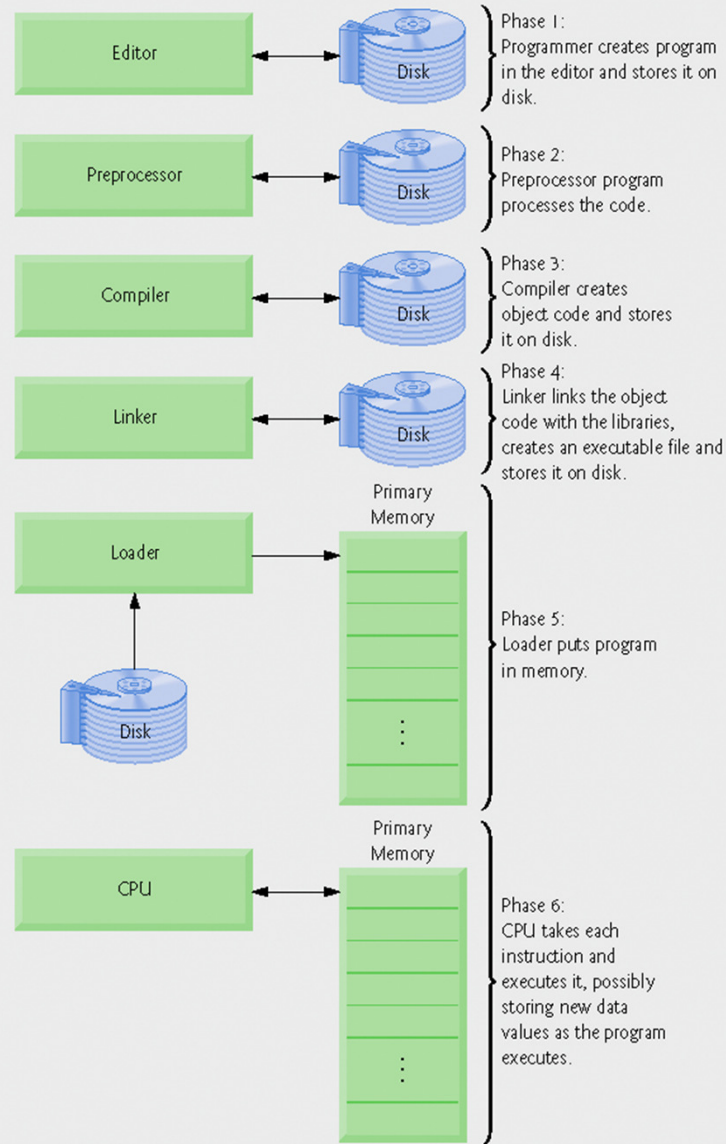 Editor
Disk
Phase 1:
Programmer creates program
in the editor and stores it on
disk.
Preprocessor
Disk
Phase 2:
Preprocessor program
processes the code.
Compiler
Disk
Phase 3:
Compiler creates
object code and stores
it on disk.
Linker
Disk
Phase 4:
Linker links the object
code with the libraries,
creates an executable file and
stores it on disk.
Loader
Disk
Primary
Memory
⋮
Phase 5:
Loader puts program
in memory.
CPU
Primary
Memory
⋮
Phase 6:
CPU takes each
instruction and
executes it, possibly
storing new data
values as the program
executes.